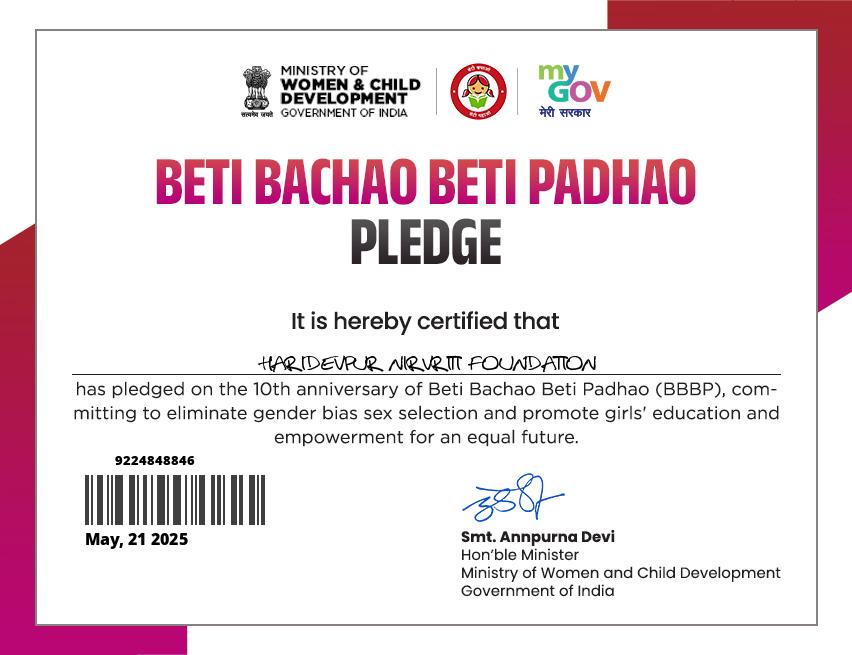 MINISTRY OF
WOMEN & CHILD
DEVELOPMENT
GOVERNMENT OF INDIA
सत्यमेव जयते
बेटी बचाओ
बेटी पढ़ाओ
my
GOV
मेरी सरकार
BETI BACHAO BETI PADHAO
PLEDGE
It is hereby certified that
HARIDEVPUR NIRVRITI FOUNDATION
has pledged on the 10th anniversary of Beti Bachao Beti Padhao (BBBP), com-
mitting to eliminate gender bias sex selection and promote girls' education and
empowerment for an equal future.
9224848846
May, 21 2025
Smt. Annpurna Devi
Hon'ble Minister
Ministry of Women and Child Development
Government of India